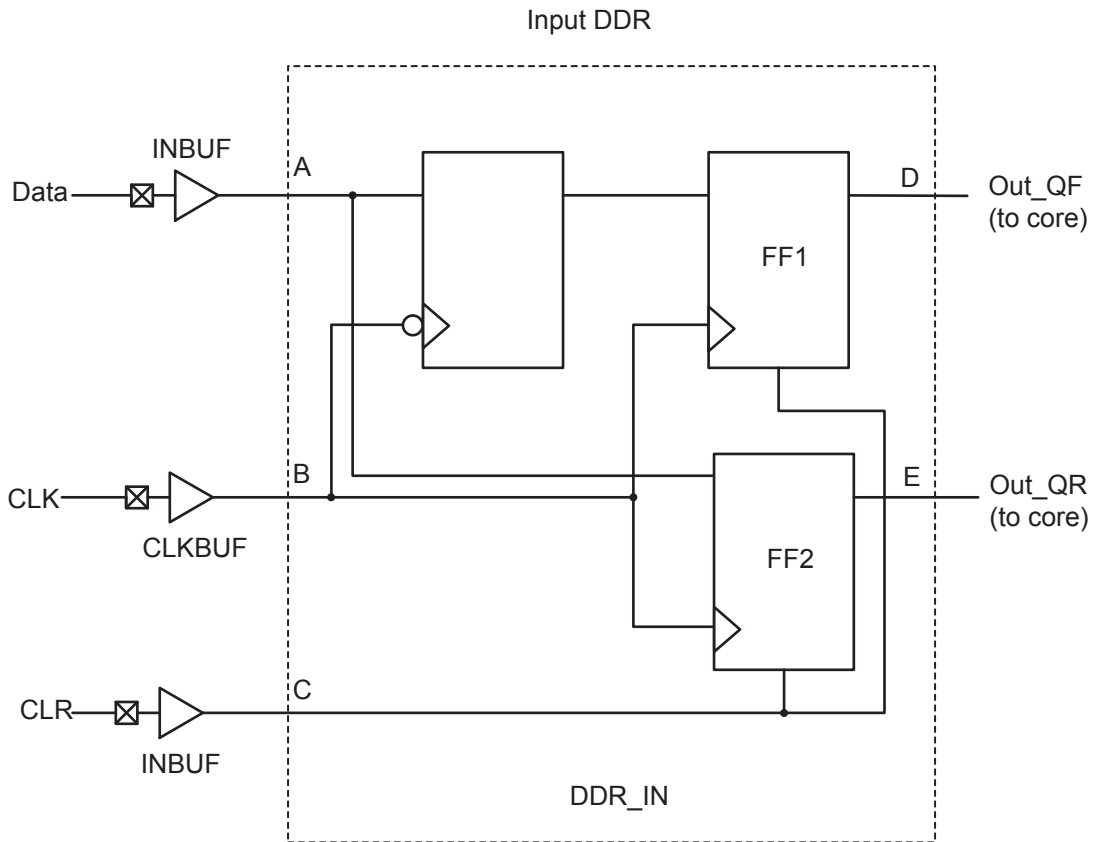 Input DDR
INBUF
A
D
Data
Out_QF
(to core)
FF1
B
E
CLK
Out_QR
(to core)
CLKBUF
FF2
C
CLR
INBUF
DDR_IN